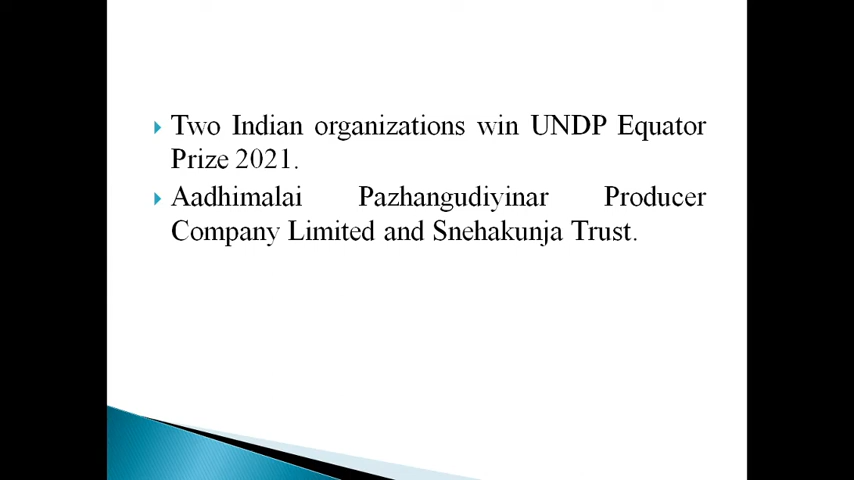 Two Indian organizations win UNDP Equator
Prize 2021.
Aadhimalai Pazhangudiyinar Producer
Company Limited and Snehakunja Trust.